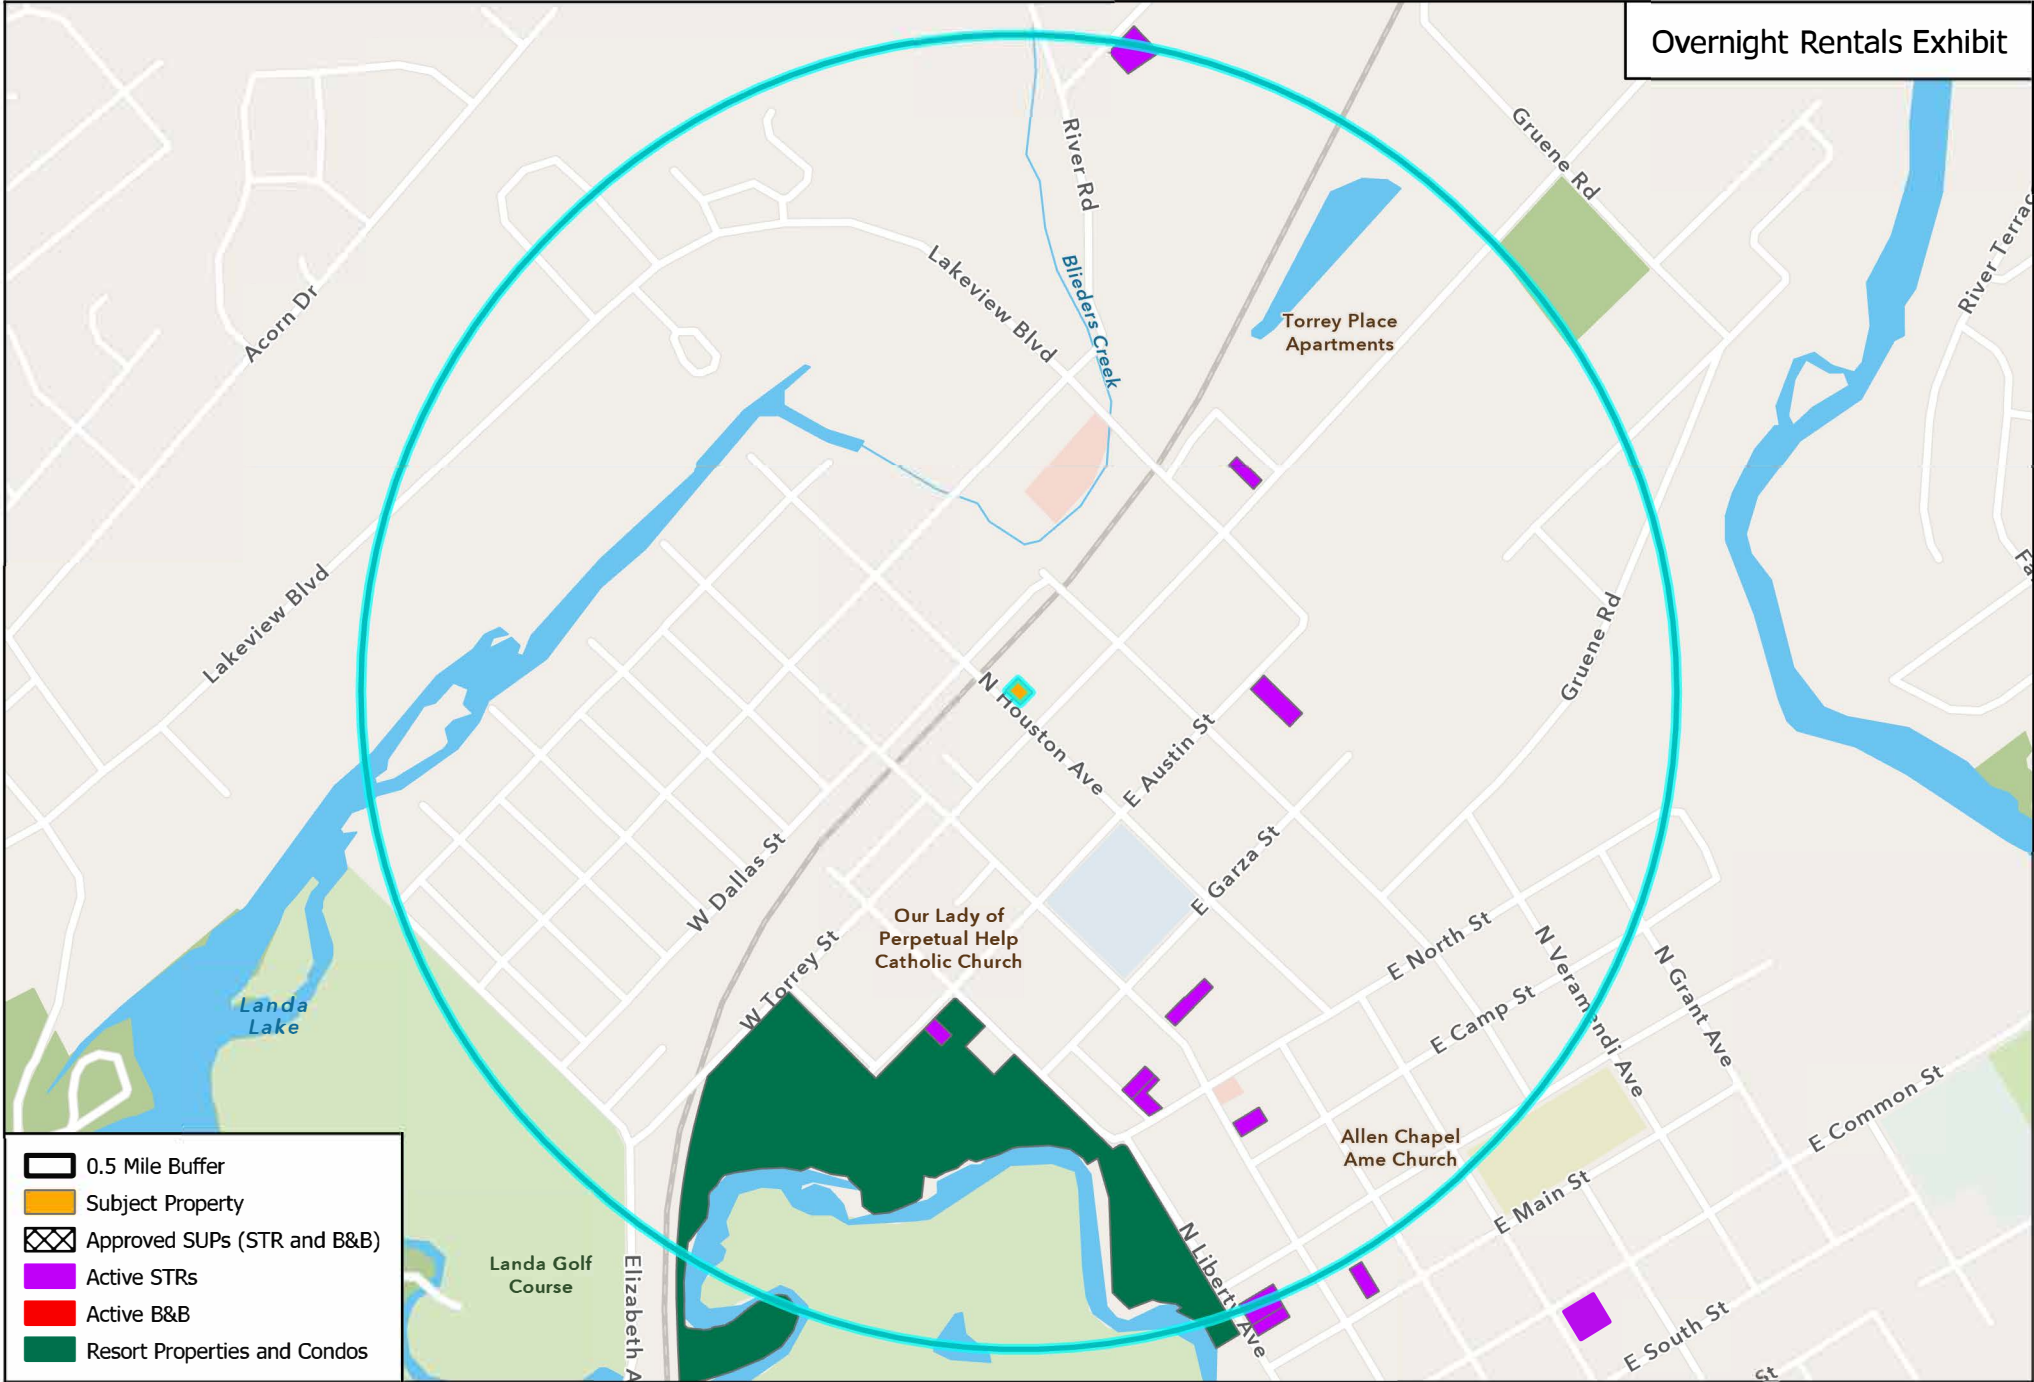 Overnight Rentals Exhibit
River Rd
Gruene Rd
River Terrac
Acorn Dr
Lakeview Blvd
Blieders Creek
Torrey Place
Apartments
Lakeview Blvd
Fa
Gruene Rd
N Houston Ave
E Austin St
E Garza St
W Dallas St
Our Lady of
Perpetual Help
Catholic Church
W Torrey St
E North St
N Veramendi Ave
N Grant Ave
E Camp St
Landa
Lake
E Common St
Allen Chapel
Ame Church
E Main St
N Liberty Ave
Landa Golf
Course
Elizabeth A
E South St
St
0.5 Mile Buffer
Subject Property
Approved SUPs (STR and B&B)
Active STRs
Active B&B
Resort Properties and Condos